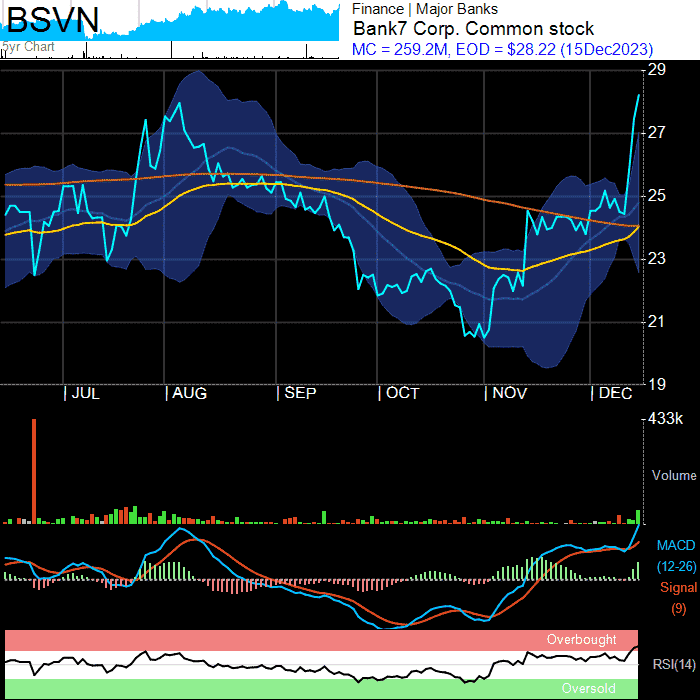 BSVN
5yr Chart
Finance | Major Banks
Bank7 Corp. Common stock
MC = 259.2M, EOD = $28.22 (15Dec2023)
29
27
25
23
21
19
| JUL | AUG | SEP | OCT | NOV | DEC
433k
Volume
MACD
(12-26)
Signal
(9)
Overbought
RSI(14)
Oversold